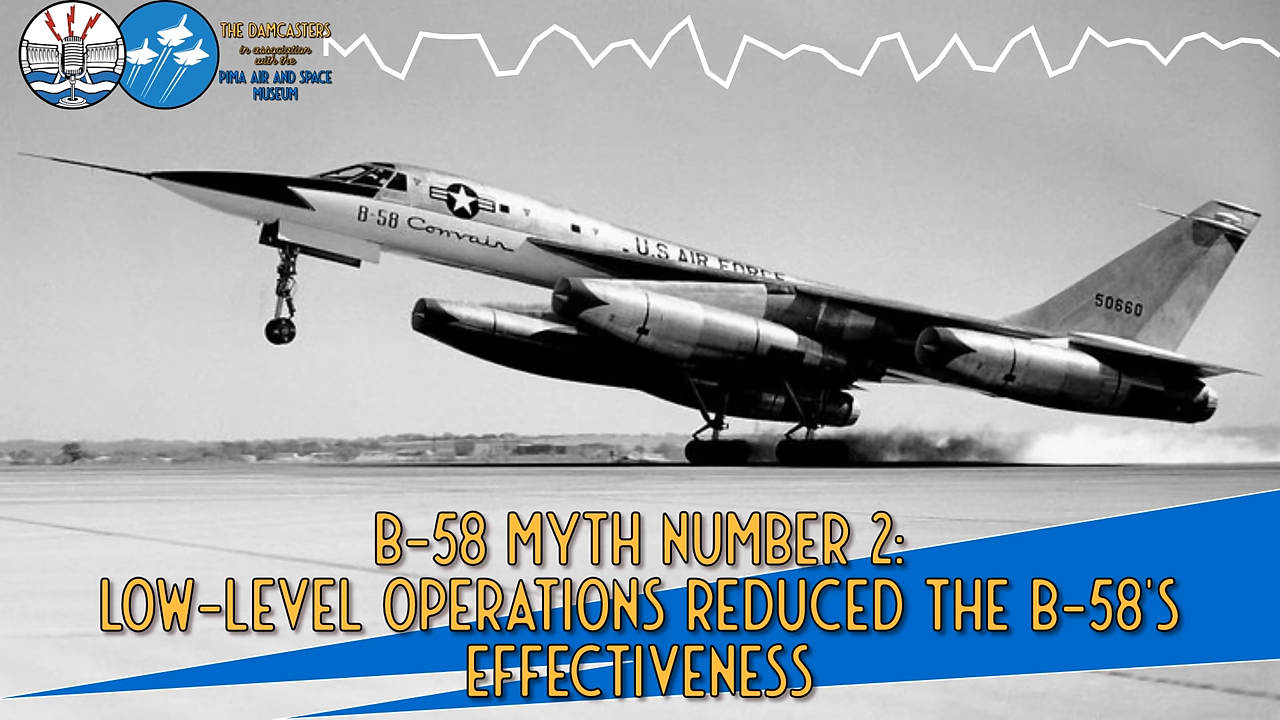 THE DAMCASTERS
in association
with the
PIMA AIR AND SPACE
MUSEUM
B-58 Convair
U.S. AIR FORCE
50660
B-58 MYTH NUMBER 2:
LOW-LEVEL OPERATIONS REDUCED THE B-58'S
EFFECTIVENESS